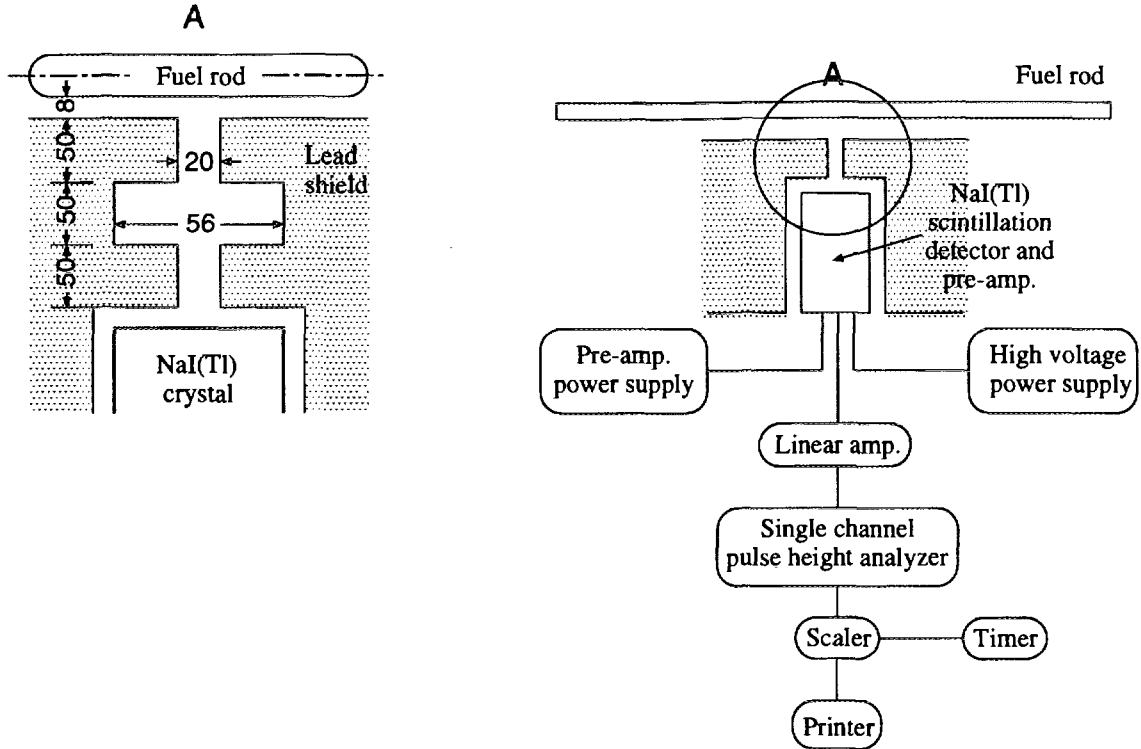 A
Fuel rod
8
50
20
Lead
shield
50
56
50
NaI(Tl)
crystal
A
Fuel rod
NaI(Tl)
scintillation
detector and
pre-amp.
Pre-amp.
power supply
High voltage
power supply
Linear amp.
Single channel
pulse height analyzer
Scaler
Timer
Printer